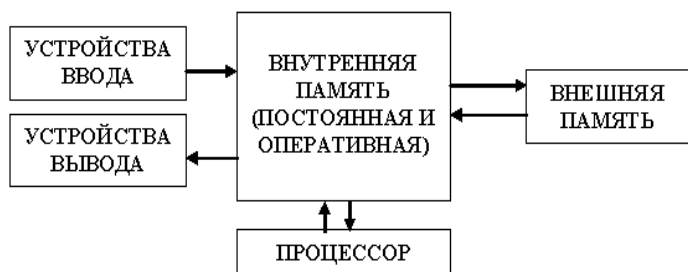 УСТРОЙСТВА
ВВОДА
УСТРОЙСТВА
ВЫВОДА
ВНУТРЕННЯЯ
ПАМЯТЬ
(ПОСТОЯННАЯ И
ОПЕРАТИВНАЯ)
ВНЕШНЯЯ
ПАМЯТЬ
ПРОЦЕССОР